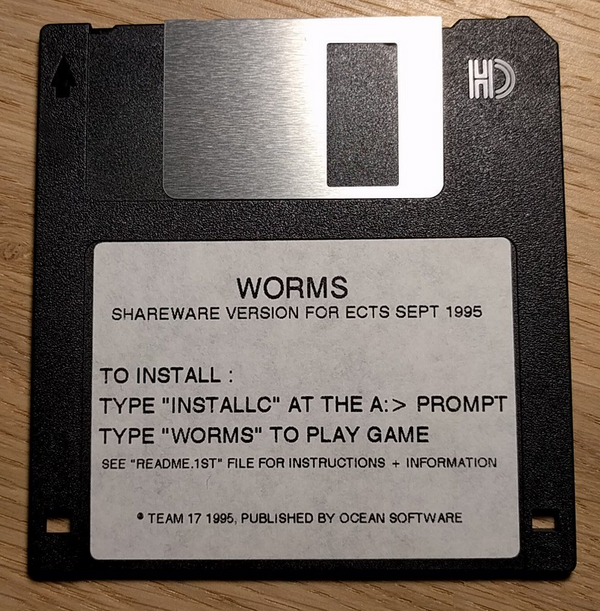 HD
WORMS
SHAREWARE VERSION FOR ECTS SEPT 1995
TO INSTALL :
TYPE "INSTALLC" AT THE A:> PROMPT
TYPE "WORMS" TO PLAY GAME
SEE "README.1ST" FILE FOR INSTRUCTIONS + INFORMATION
© TEAM 17 1995, PUBLISHED BY OCEAN SOFTWARE